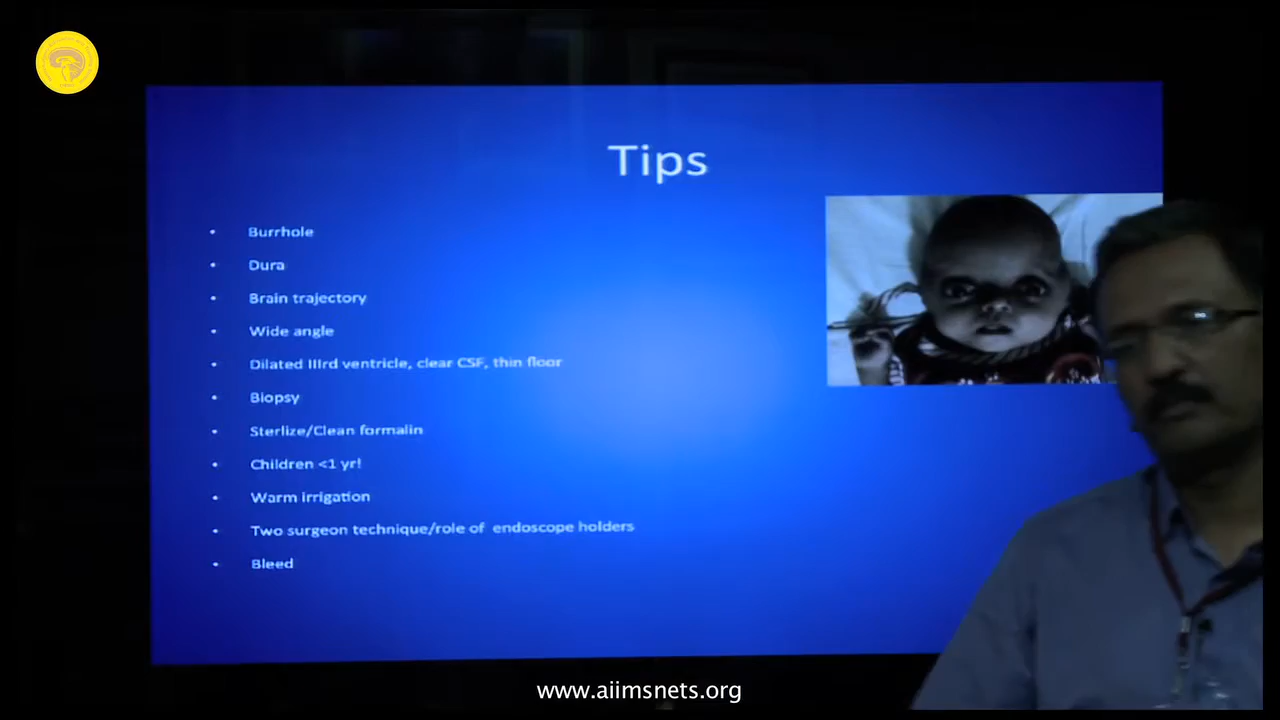 Tips
• Burrhole
• Dura
• Brain trajectory
• Wide angle
• Dilated IIIrd ventricle, clear CSF, thin floor
• Biopsy
• Sterlize/Clean formalin
• Children <1 yr!
• Warm irrigation
• Two surgeon technique/role of endoscope holders
• Bleed
www.aiimsnets.org